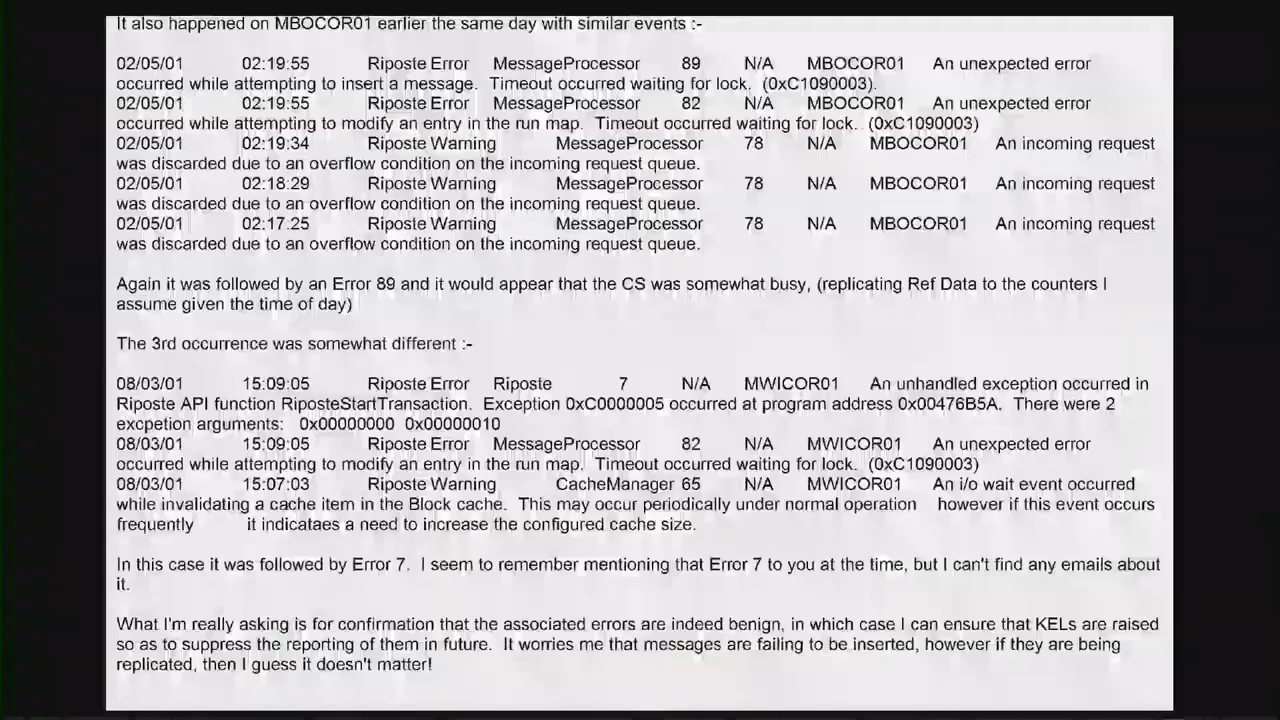 It also happened on MBOCOR01 earlier the same day with similar events :-
02/05/01 02:19:55 Riposte Error MessageProcessor 89 N/A MBOCOR01 An unexpected error
occurred while attempting to insert a message. Timeout occurred waiting for lock. (0xC1090003).
02/05/01 02:19:55 Riposte Error MessageProcessor 82 N/A MBOCOR01 An unexpected error
occurred while attempting to modify an entry in the run map. Timeout occurred waiting for lock. (0xC1090003)
02/05/01 02:19:34 Riposte Warning MessageProcessor 78 N/A MBOCOR01 An incoming request
was discarded due to an overflow condition on the incoming request queue.
02/05/01 02:18:29 Riposte Warning MessageProcessor 78 N/A MBOCOR01 An incoming request
was discarded due to an overflow condition on the incoming request queue.
02/05/01 02:17:25 Riposte Warning MessageProcessor 78 N/A MBOCOR01 An incoming request
was discarded due to an overflow condition on the incoming request queue.
Again it was followed by an Error 89 and it would appear that the CS was somewhat busy, (replicating Ref Data to the counters I
assume given the time of day)
The 3rd occurrence was somewhat different :-
08/03/01 15:09:05 Riposte Error Riposte 7 N/A MWICOR01 An unhandled exception occurred in
Riposte API function RiposteStartTransaction. Exception 0xC0000005 occurred at program address 0x00476B5A. There were 2
excpetion arguments: 0x00000000 0x00000010
08/03/01 15:09:05 Riposte Error MessageProcessor 82 N/A MWICOR01 An unexpected error
occurred while attempting to modify an entry in the run map. Timeout occurred waiting for lock. (0xC1090003)
08/03/01 15:07:03 Riposte Warning CacheManager 65 N/A MWICOR01 An i/o wait event occurred
while invalidating a cache item in the Block cache. This may occur periodically under normal operation however if this event occurs
frequently it indicataes a need to increase the configured cache size.
In this case it was followed by Error 7. I seem to remember mentioning that Error 7 to you at the time, but I can't find any emails about
it.
What I'm really asking is for confirmation that the associated errors are indeed benign, in which case I can ensure that KELs are raised
so as to suppress the reporting of them in future. It worries me that messages are failing to be inserted, however if they are being
replicated, then I guess it doesn't matter!